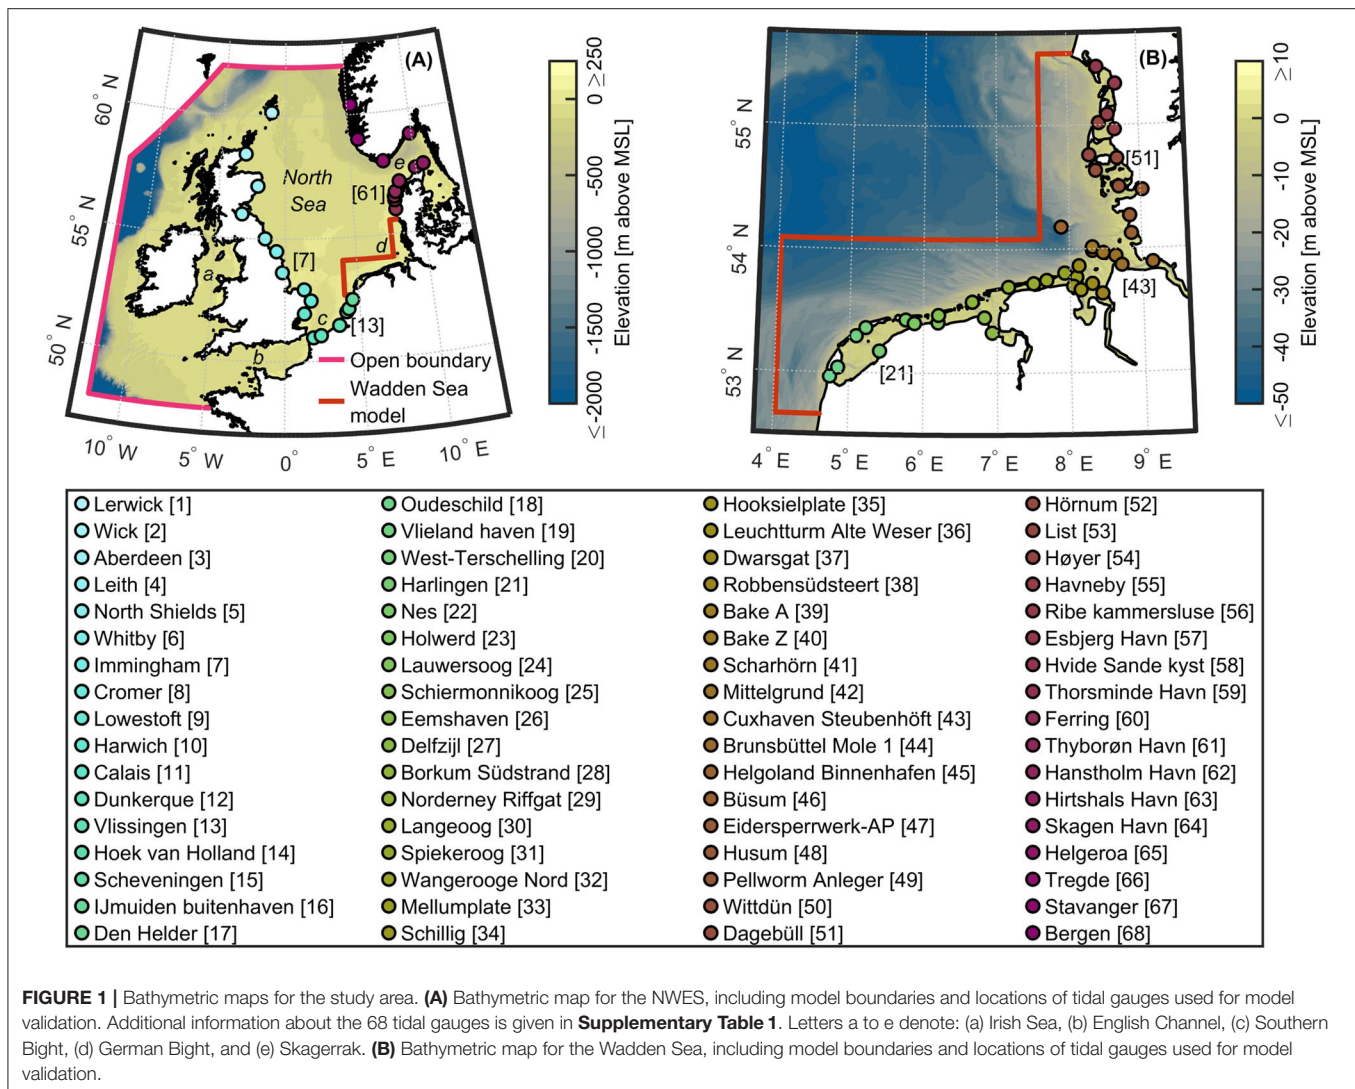 (A)
60° N
55° N
50° N
10° W
5° W
0°
5° E
10° E
North
Sea
[7]
[13]
[61]
a
b
c
d
e
Open boundary
Wadden Sea
model
0 ≥250
-500
-1000
-1500
≤-2000
Elevation [m above MSL]
(B)
55° N
54° N
53° N
4° E
5° E
6° E
7° E
8° E
9° E
[51]
[43]
[21]
≥10
0
-10
-20
-30
-40
≤-50
Elevation [m above MSL]
Lerwick [1]
Wick [2]
Aberdeen [3]
Leith [4]
North Shields [5]
Whitby [6]
Immingham [7]
Cromer [8]
Lowestoft [9]
Harwich [10]
Calais [11]
Dunkerque [12]
Vlissingen [13]
Hoek van Holland [14]
Scheveningen [15]
IJmuiden buitenhaven [16]
Den Helder [17]
Oudeschild [18]
Vlieland haven [19]
West-Terschelling [20]
Harlingen [21]
Nes [22]
Holwerd [23]
Lauwersoog [24]
Schiermonnikoog [25]
Eemshaven [26]
Delfzijl [27]
Borkum Südstrand [28]
Norderney Riffgat [29]
Langeoog [30]
Spiekeroog [31]
Wangerooge Nord [32]
Mellumplate [33]
Schillig [34]
Hooksielplate [35]
Leuchtturm Alte Weser [36]
Dwarsgat [37]
Robbensüdsteert [38]
Bake A [39]
Bake Z [40]
Scharhörn [41]
Mittelgrund [42]
Cuxhaven Steubenhöft [43]
Brunsbüttel Mole 1 [44]
Helgoland Binnenhafen [45]
Büsum [46]
Eidersperrwerk-AP [47]
Husum [48]
Pellworm Anleger [49]
Wittdün [50]
Dagebüll [51]
Hörnum [52]
List [53]
Høyer [54]
Havneby [55]
Ribe kammersluse [56]
Esbjerg Havn [57]
Hvide Sande kyst [58]
Thorsminde Havn [59]
Ferring [60]
Thyborøn Havn [61]
Hanstholm Havn [62]
Hirtshals Havn [63]
Skagen Havn [64]
Helgeroa [65]
Tregde [66]
Stavanger [67]
Bergen [68]
FIGURE 1 | Bathymetric maps for the study area. (A) Bathymetric map for the NWES, including model boundaries and locations of tidal gauges used for model
validation. Additional information about the 68 tidal gauges is given in Supplementary Table 1. Letters a to e denote: (a) Irish Sea, (b) English Channel, (c) Southern
Bight, (d) German Bight, and (e) Skagerrak. (B) Bathymetric map for the Wadden Sea, including model boundaries and locations of tidal gauges used for model
validation.